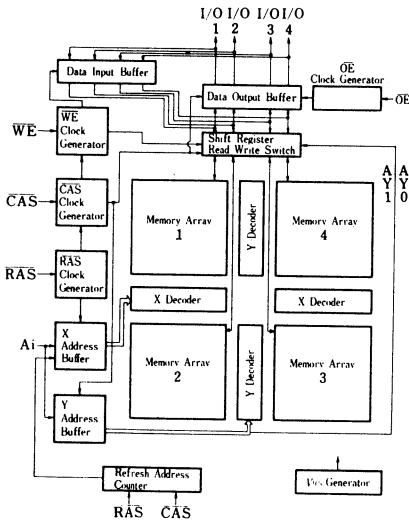 I/O I/O I/O I/O
1 2 3 4
Data Input Buffer
OE
Clock Generator
Data Output Buffer
OE
WE
WE
Clock
Generator
Shift Register
Read Write Switch
AY1
AY0
CAS
CAS
Clock
Generator
Memory Array
1
Y Decoder
Memory Array
4
RAS
RAS
Clock
Generator
X Decoder
X Decoder
Ai
X
Address
Buffer
Memory Array
2
Y Decoder
Memory Array
3
Y
Address
Buffer
Refresh Address
Counter
RAS CAS
Generator